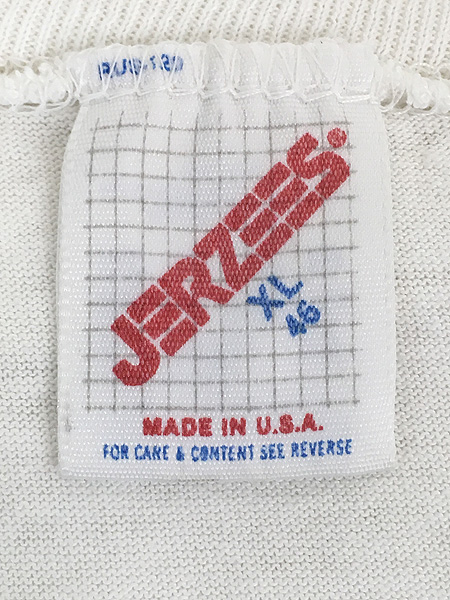 JERZEES.
XL
46
MADE IN U.S.A.
FOR CARE & CONTENT SEE REVERSE